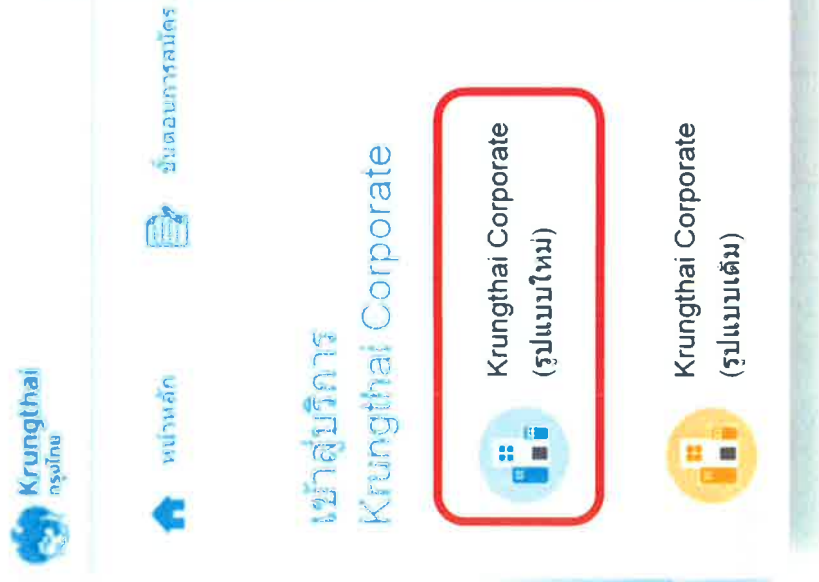 Krungthai
กรุงไทย
หน้าหลัก
ขั้นตอนการสมัคร
เข้าสู่บริการ
Krungthai Corporate
Krungthai Corporate
(รูปแบบใหม่)
Krungthai Corporate
(รูปแบบเดิม)